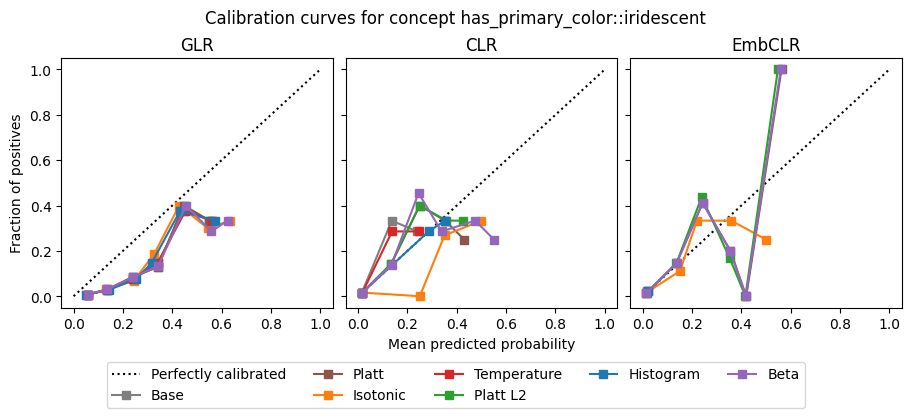 Calibration curves for concept has_primary_color::iridescent
GLR
CLR
EmbCLR
Fraction of positives
1.0
0.8
0.6
0.4
0.2
0.0
0.0 0.2 0.4 0.6 0.8 1.0
0.0 0.2 0.4 0.6 0.8 1.0
0.0 0.2 0.4 0.6 0.8 1.0
Mean predicted probability
Perfectly calibrated
Base
Platt
Isotonic
Temperature
Platt L2
Histogram
Beta